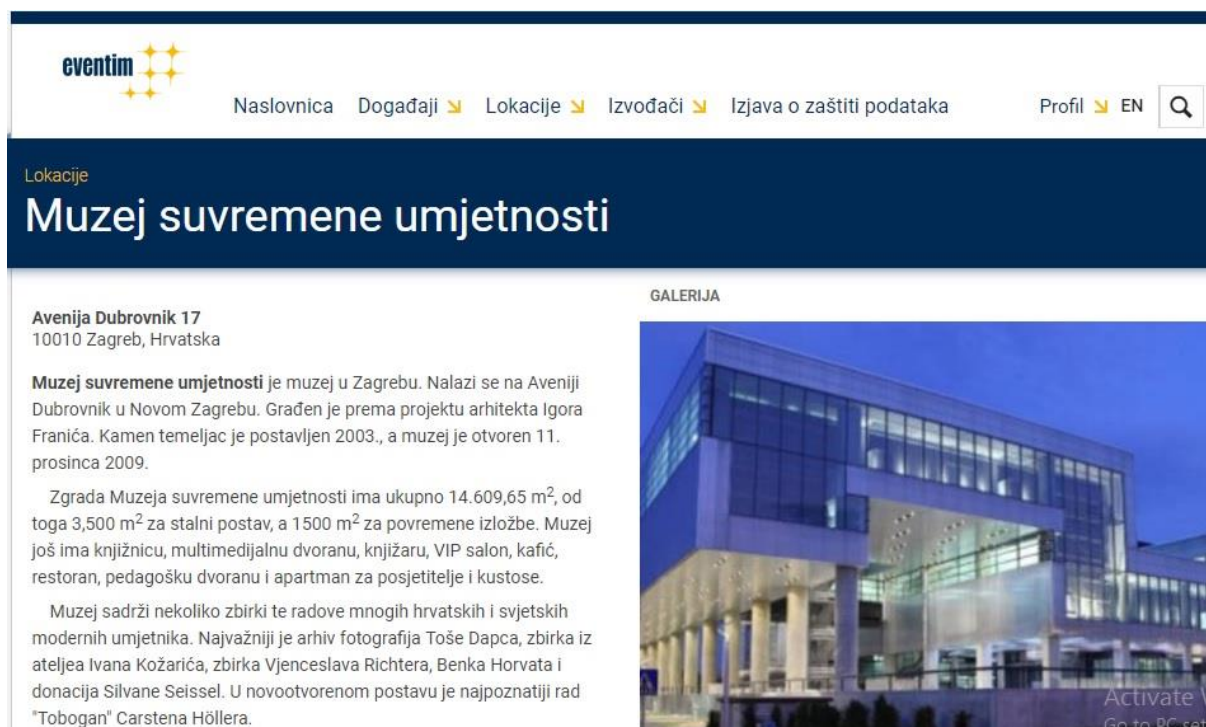 eventim
Naslovnica Događaji Lokacije Izvođači Izjava o zaštiti podataka Profil EN
Lokacije
Muzej suvremene umjetnosti
Avenija Dubrovnik 17
10010 Zagreb, Hrvatska
Muzej suvremene umjetnosti je muzej u Zagrebu. Nalazi se na Aveniji
Dubrovnik u Novom Zagrebu. Građen je prema projektu arhitekta Igora
Franića. Kamen temeljac je postavljen 2003., a muzej je otvoren 11.
prosinca 2009.
Zgrada Muzeja suvremene umjetnosti ima ukupno 14.609,65 m², od
toga 3,500 m² za stalni postav, a 1500 m² za povremene izložbe. Muzej
još ima knjižnicu, multimedijalnu dvoranu, knjižaru, VIP salon, kafić,
restoran, pedagošku dvoranu i apartman za posjetitelje i kustose.
Muzej sadrži nekoliko zbirki te radove mnogih hrvatskih i svjetskih
modernih umjetnika. Najvažniji je arhiv fotografija Toše Dapca, zbirka iz
ateljea Ivana Kožarića, zbirka Vjenceslava Richtera, Benka Horvata i
donacija Silvane Seissel. U novootvorenom postavu je najpoznatiji rad
"Tobogan" Carstena Höllera.
GALERIJA
Activate
Go to PC set